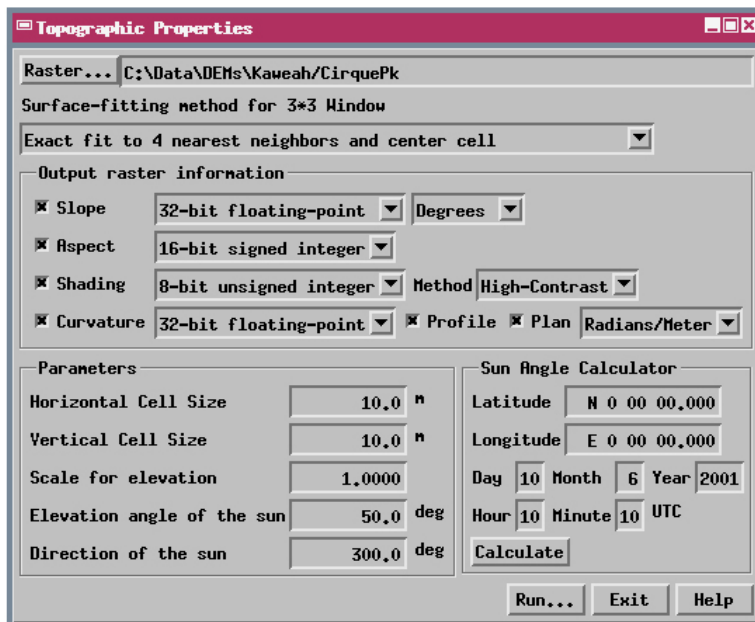 Topographic Properties
Raster... C:\Data\DEMs\Kaweah/CirquePk
Surface-fitting method for 3*3 Window
Exact fit to 4 nearest neighbors and center cell
Output raster information
Slope 32-bit floating-point Degrees
Aspect 16-bit signed integer
Shading 8-bit unsigned integer Method High-Contrast
Curvature 32-bit floating-point Profile Plan Radians/Meter
Parameters
Horizontal Cell Size 10.0 m
Vertical Cell Size 10.0 m
Scale for elevation 1.0000
Elevation angle of the sun 50.0 deg
Direction of the sun 300.0 deg
Sun Angle Calculator
Latitude N 0 00 00.000
Longitude E 0 00 00.000
Day 10 Month 6 Year 2001
Hour 10 Minute 10 UTC
Calculate
Run... Exit Help